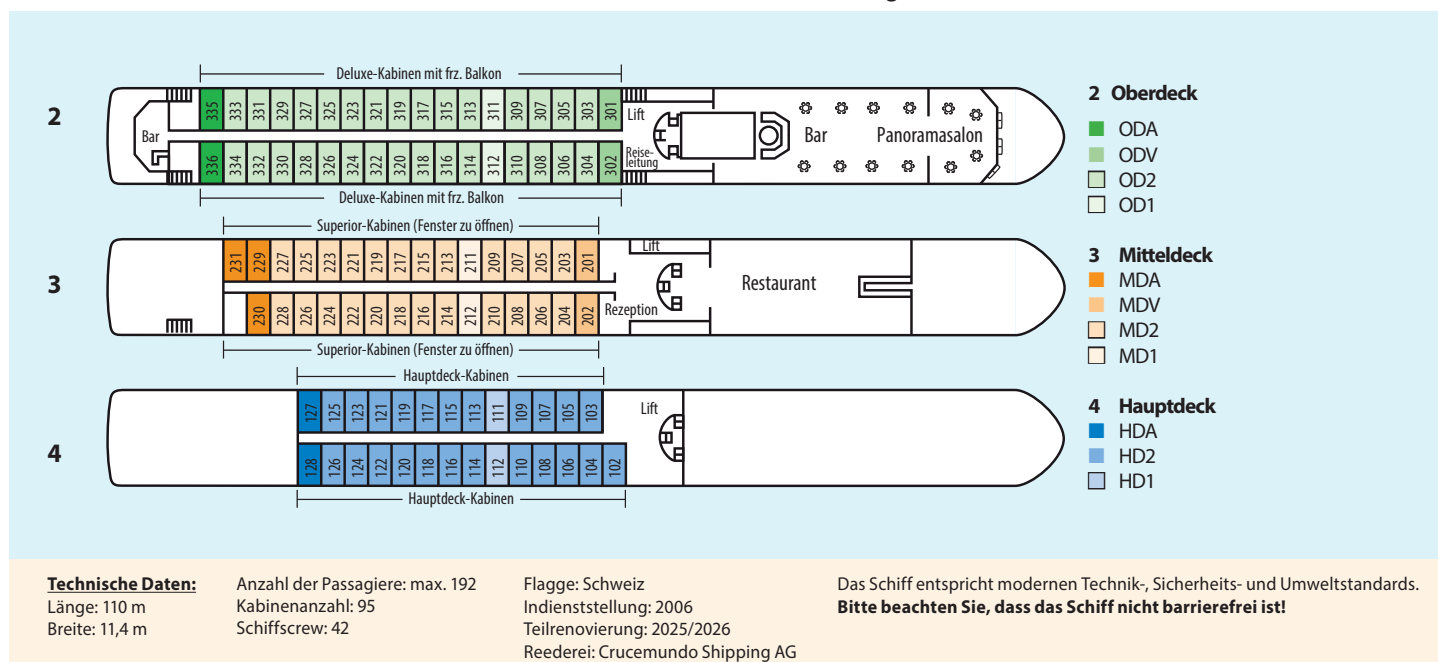 Deluxe-Kabinen mit frz. Balkon
2
335 333 331 329 327 325 323 321 319 317 315 313 311 309 307 305 303 301
Bar
Lift
Bar
Panoramasalon
Reise-
leitung
336 334 332 330 328 326 324 322 320 318 316 314 312 310 308 306 304 302
Deluxe-Kabinen mit frz. Balkon
Superior-Kabinen (Fenster zu öffnen)
3
231 229 227 225 223 221 219 217 215 213 211 209 207 205 203 201
Lift
Restaurant
Rezeption
230 228 226 224 222 220 218 216 214 212 210 208 206 204 202
Superior-Kabinen (Fenster zu öffnen)
Hauptdeck-Kabinen
4
127 125 123 121 119 117 115 113 111 109 107 105 103
Lift
128 126 124 122 120 118 116 114 112 110 108 106 104 102
Hauptdeck-Kabinen
2 Oberdeck
ODA
ODV
OD2
OD1
3 Mitteldeck
MDA
MDV
MD2
MD1
4 Hauptdeck
HDA
HD2
HD1
Technische Daten:
Länge: 110 m
Breite: 11,4 m
Anzahl der Passagiere: max. 192
Kabinenanzahl: 95
Schiffscrew: 42
Flagge: Schweiz
Indienststellung: 2006
Teilrenovierung: 2025/2026
Reederei: Crucemundo Shipping AG
Das Schiff entspricht modernen Technik-, Sicherheits- und Umweltstandards.
Bitte beachten Sie, dass das Schiff nicht barrierefrei ist!